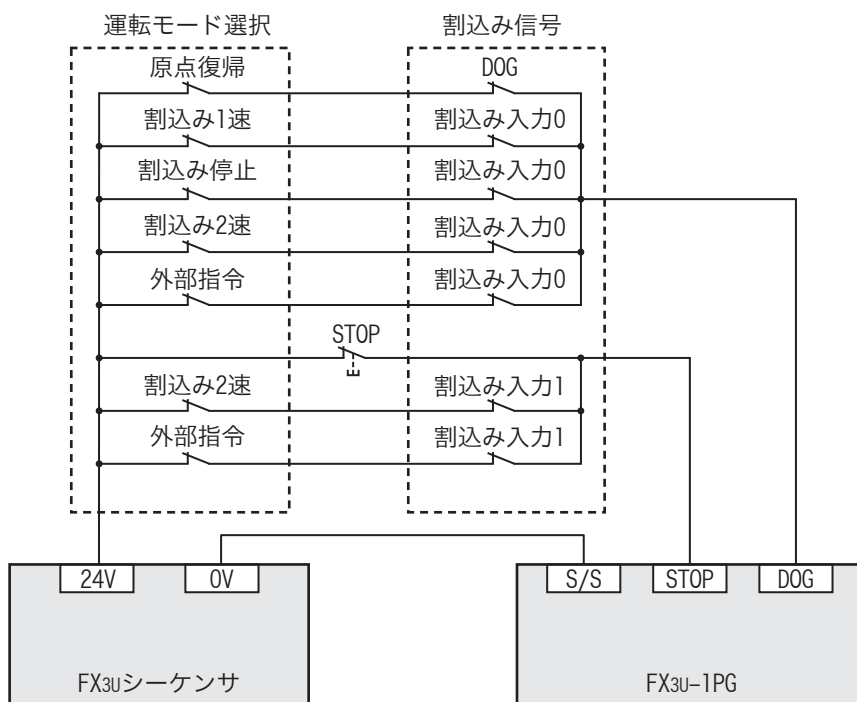 運転モード選択 割込み信号
原点復帰 DOG
割込み1速 割込み入力0
割込み停止 割込み入力0
割込み2速 割込み入力0
外部指令 割込み入力0
STOP
割込み2速 割込み入力1
外部指令 割込み入力1
24V 0V S/S STOP DOG
FX3Uシーケンサ FX3U-1PG